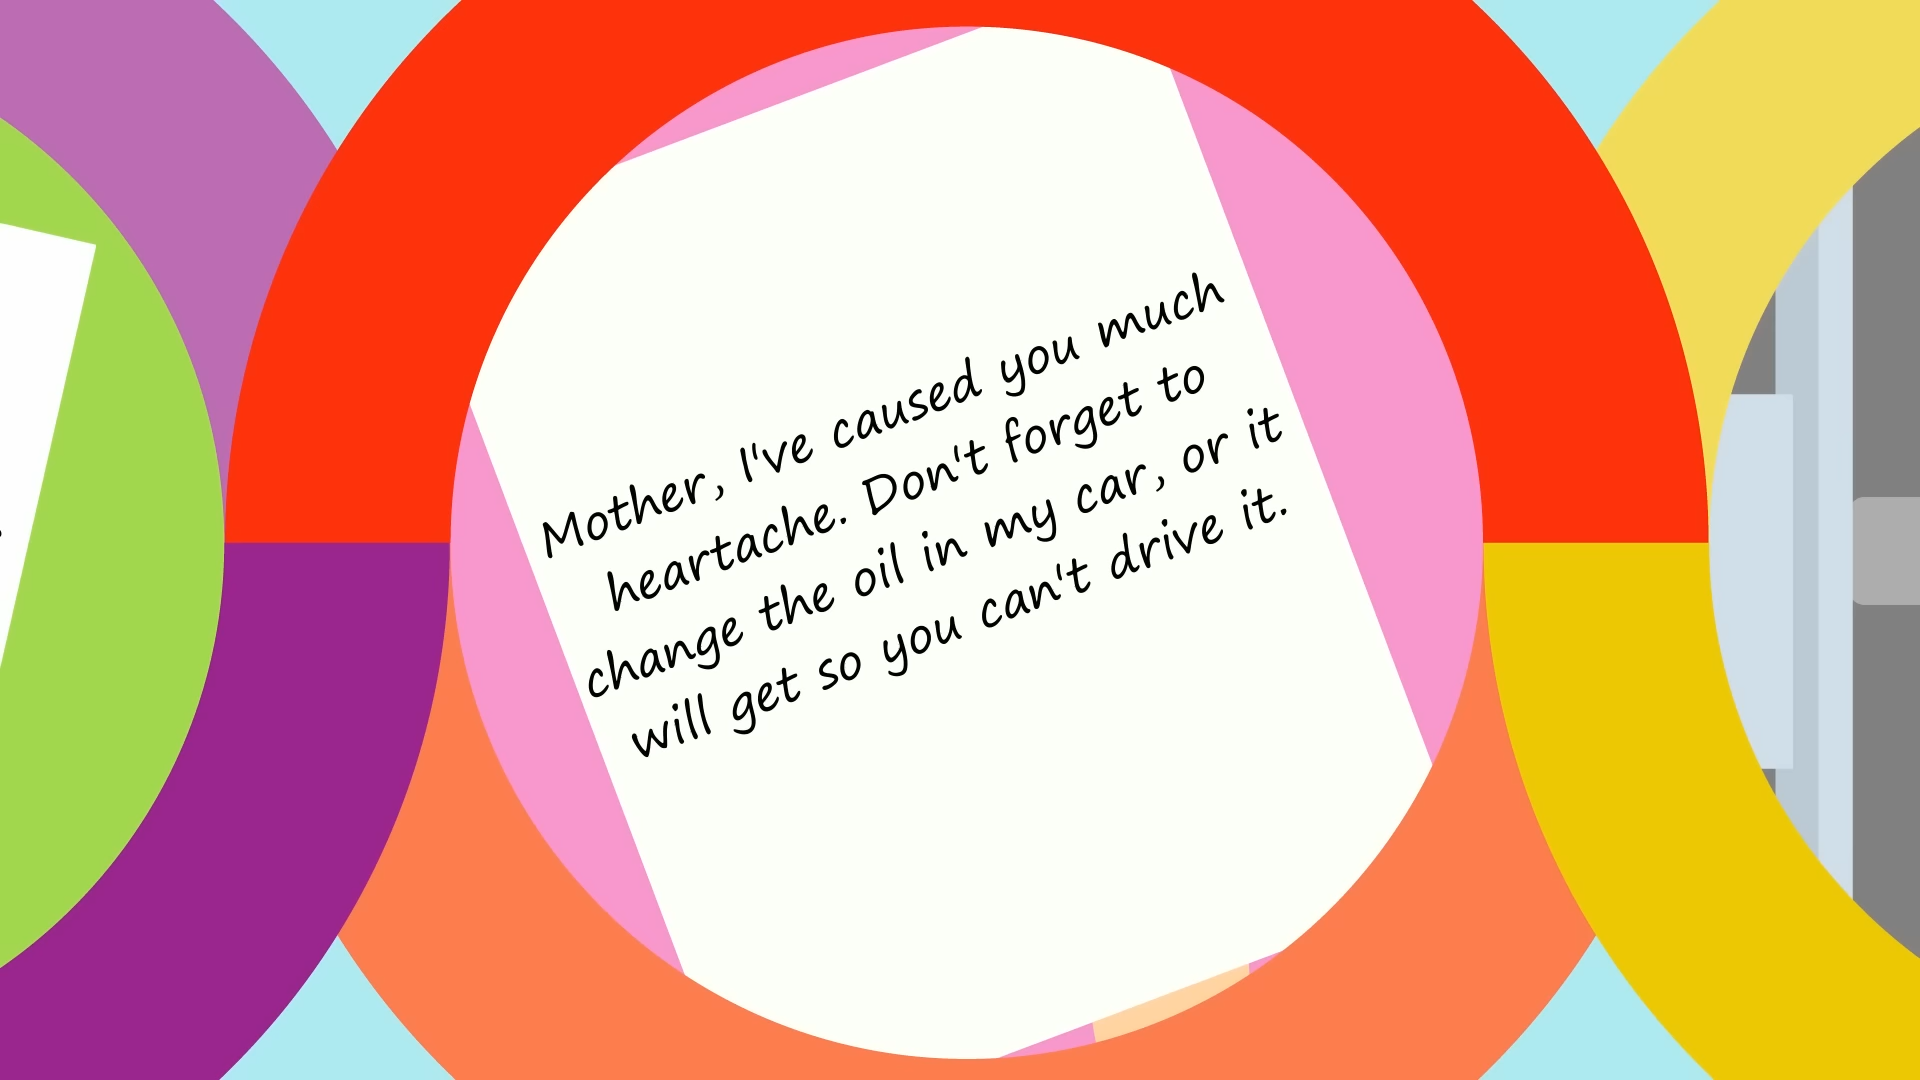 Mother, I've caused you much
heartache. Don't forget to
change the oil in my car, or it
will get so you can't drive it.